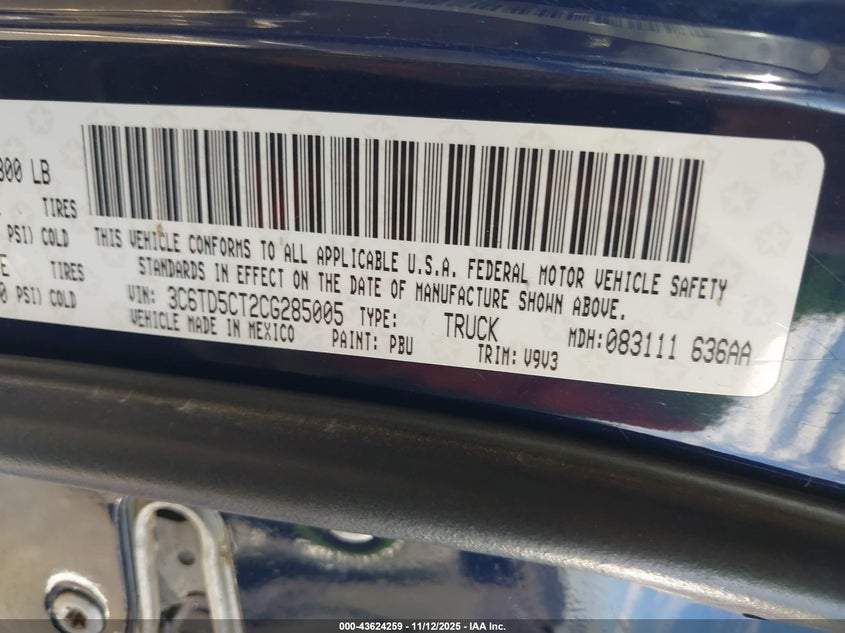 800 LB
TIRES
PSI) COLD
E TIRES
0 PSI) COLD
THIS VEHICLE CONFORMS TO ALL APPLICABLE U.S.A. FEDERAL MOTOR VEHICLE SAFETY
STANDARDS IN EFFECT ON THE DATE OF MANUFACTURE SHOWN ABOVE.
VIN: 3C6TD5CT2CG285005 TYPE: TRUCK MDH: 083111 636AA
VEHICLE MADE IN MEXICO PAINT: PBU TRIM: V9V3
000-43624259 - 11/12/2025 - IAA Inc.